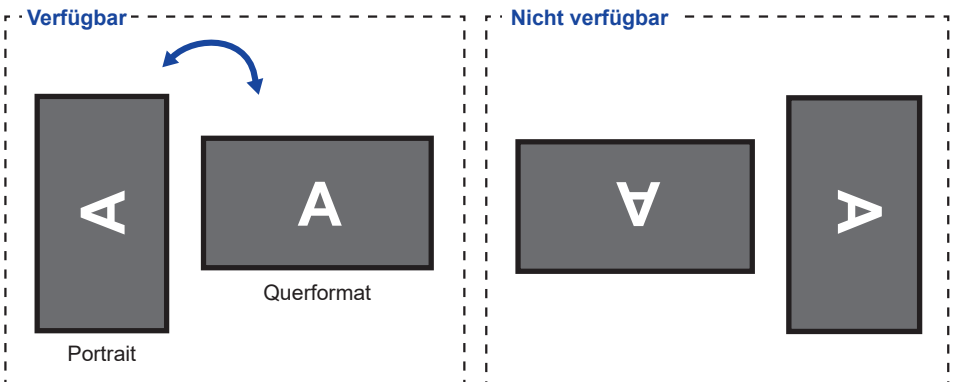 Verfügbar
A
A
Querformat
Portrait
Nicht verfügbar
A
A